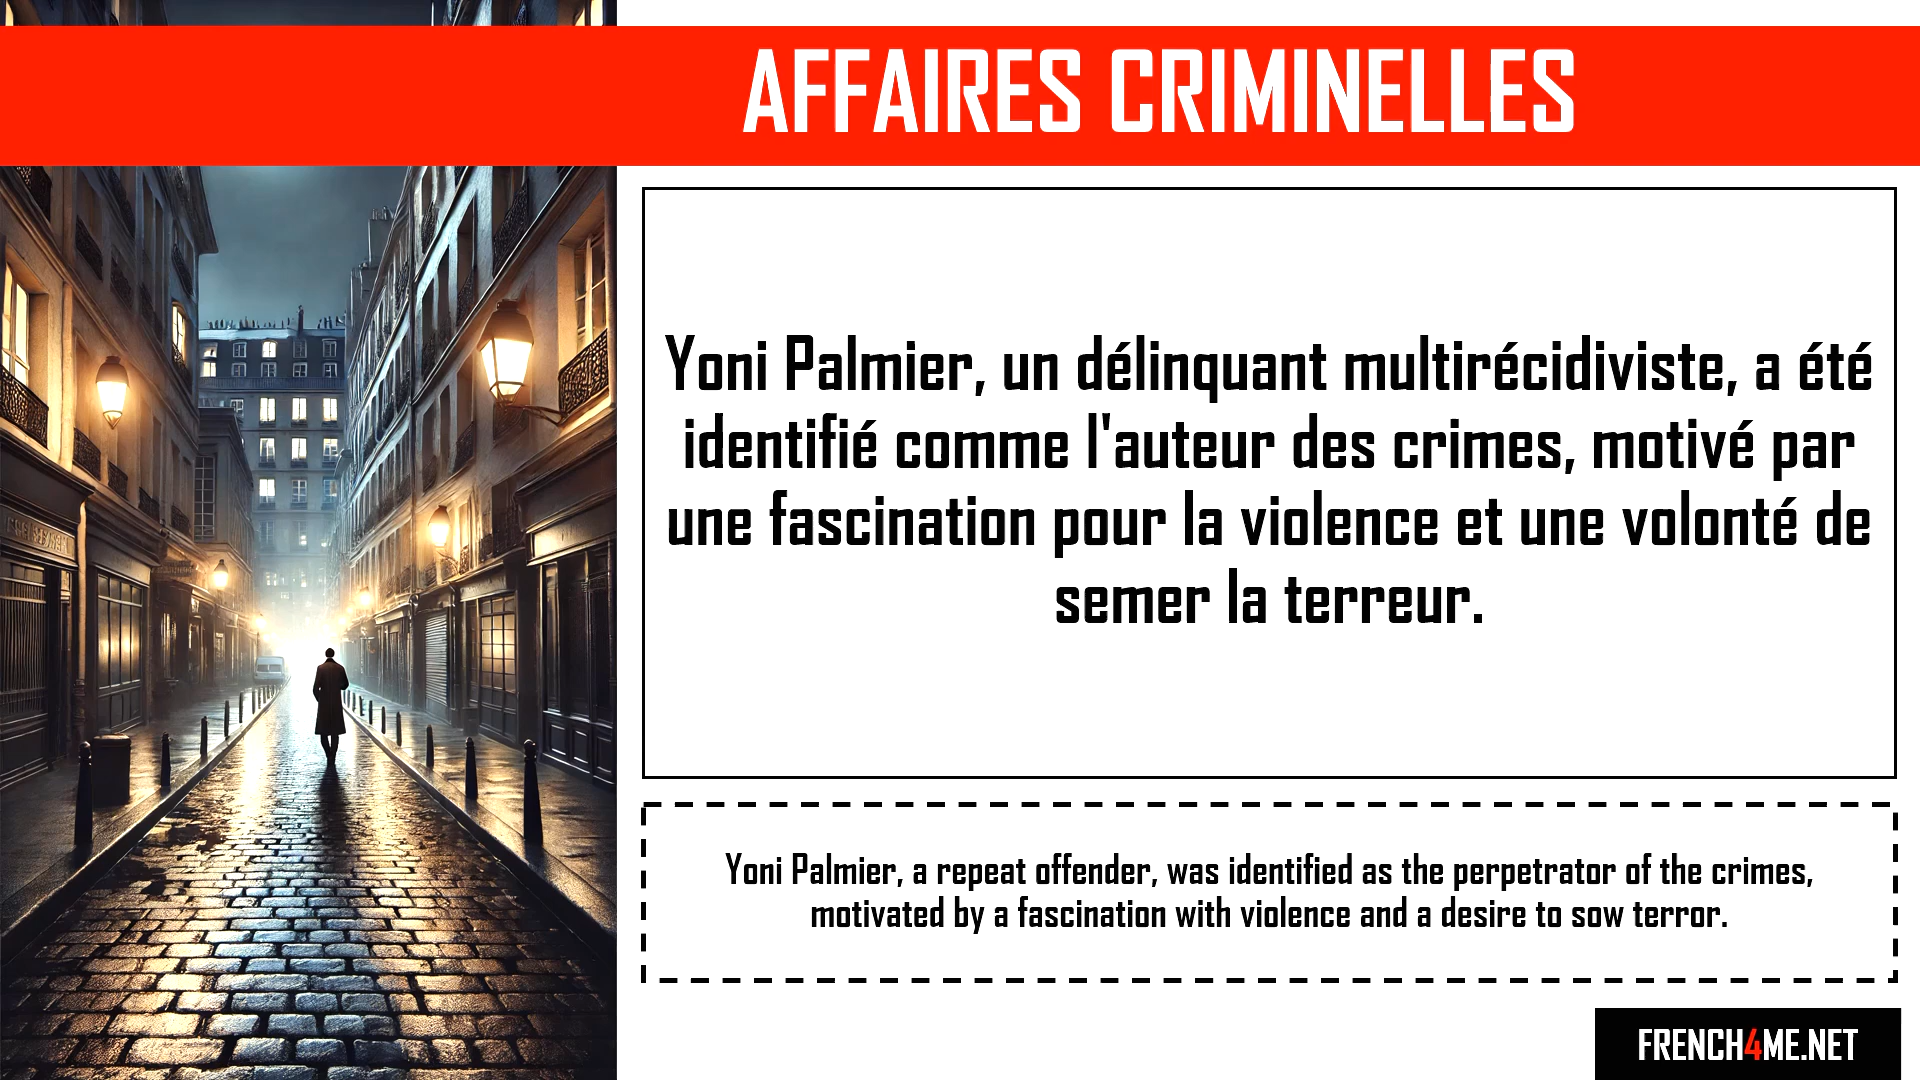 AFFAIRES CRIMINELLES
Yoni Palmier, un délinquant multirécidiviste, a été
identifié comme l'auteur des crimes, motivé par
une fascination pour la violence et une volonté de
semer la terreur.
Yoni Palmier, a repeat offender, was identified as the perpetrator of the crimes,
motivated by a fascination with violence and a desire to sow terror.
FRENCH4ME.NET